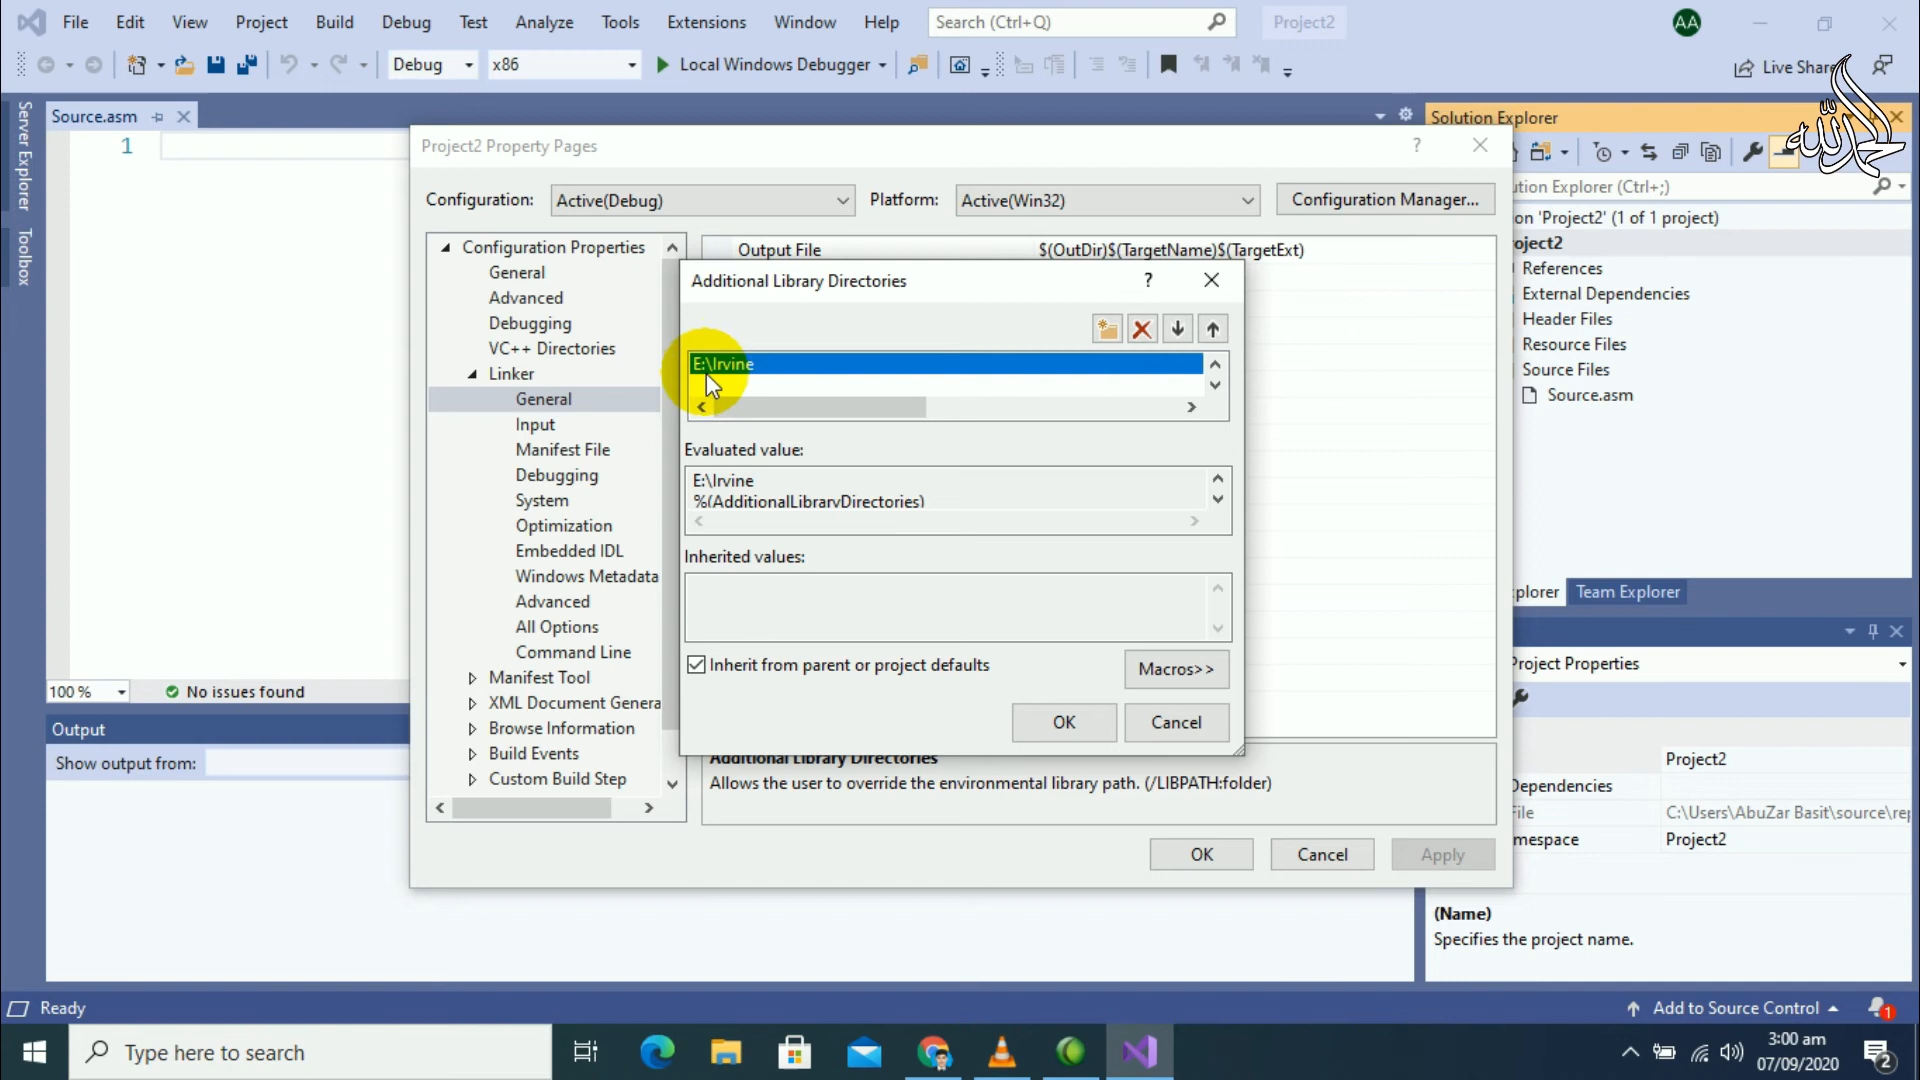 File Edit View Project Build Debug Test Analyze Tools Extensions Window Help Search (Ctrl+Q) Project2 AA
Debug x86 Local Windows Debugger Live Share
الحمدلله
Server Explorer
Toolbox
Source.asm
1
100 % No issues found
Output
Show output from:
Project2 Property Pages ?
Configuration: Active(Debug) Platform: Active(Win32) Configuration Manager...
Configuration Properties
General
Advanced
Debugging
VC++ Directories
Linker
General
Input
Manifest File
Debugging
System
Optimization
Embedded IDL
Windows Metadata
Advanced
All Options
Command Line
Manifest Tool
XML Document Genera
Browse Information
Build Events
Custom Build Step
Output File $(OutDir)$(TargetName)$(TargetExt)
Additional Library Directories ?
E:\Irvine
Evaluated value:
E:\Irvine
%(AdditionalLibraryDirectories)
Inherited values:
Inherit from parent or project defaults Macros>>
OK Cancel
Additional Library Directories
Allows the user to override the environmental library path. (/LIBPATH:folder)
OK Cancel Apply
Solution Explorer
ution Explorer (Ctrl+;)
on 'Project2' (1 of 1 project)
oject2
References
External Dependencies
Header Files
Resource Files
Source Files
Source.asm
plorer Team Explorer
Project Properties
Project2
Dependencies
File C:\Users\AbuZar Basit\source\rep
mespace Project2
(Name)
Specifies the project name.
Ready Add to Source Control 1
Type here to search
3:00 am
07/09/2020
2